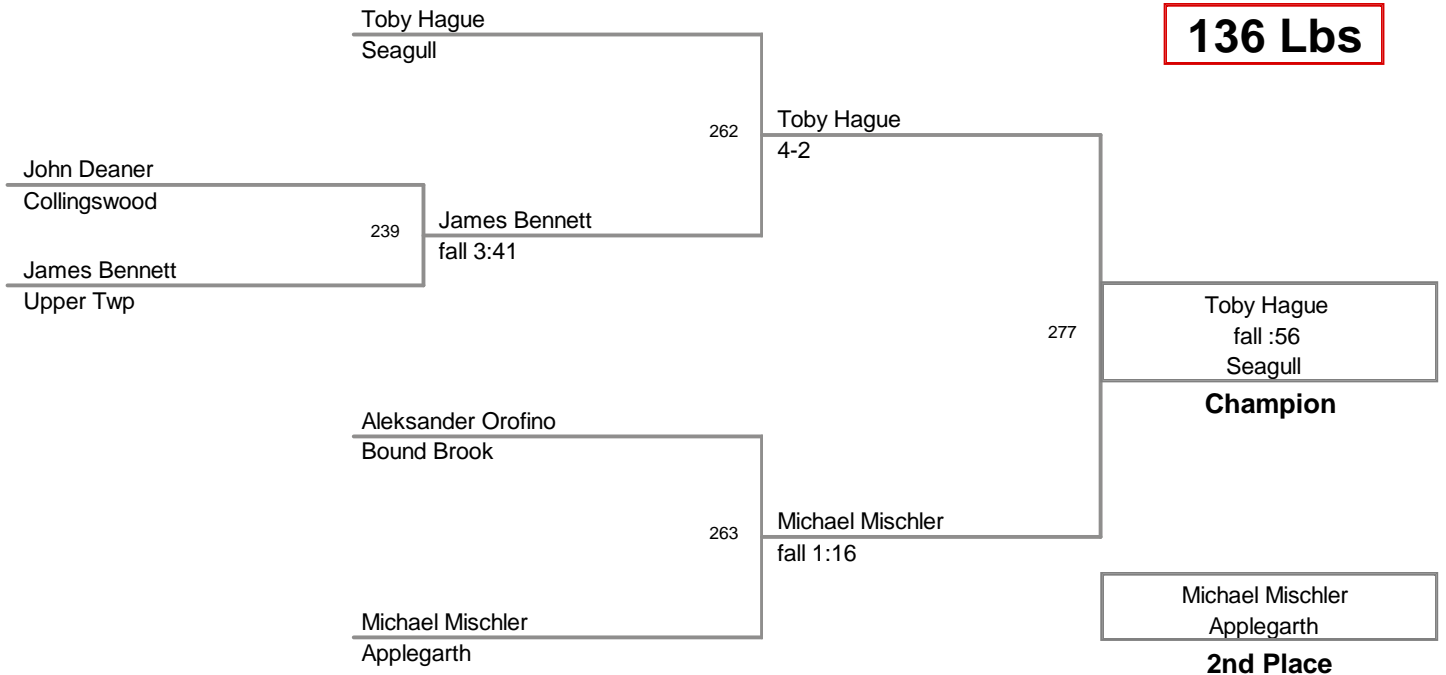 136 Lbs
Toby Hague
Seagull
262
Toby Hague
4-2
John Deaner
Collingswood
239
James Bennett
fall 3:41
James Bennett
Upper Twp
277
Toby Hague
fall :56
Seagull
Champion
Aleksander Orofino
Bound Brook
263
Michael Mischler
fall 1:16
Michael Mischler
Applegarth
Michael Mischler
Applegarth
2nd Place